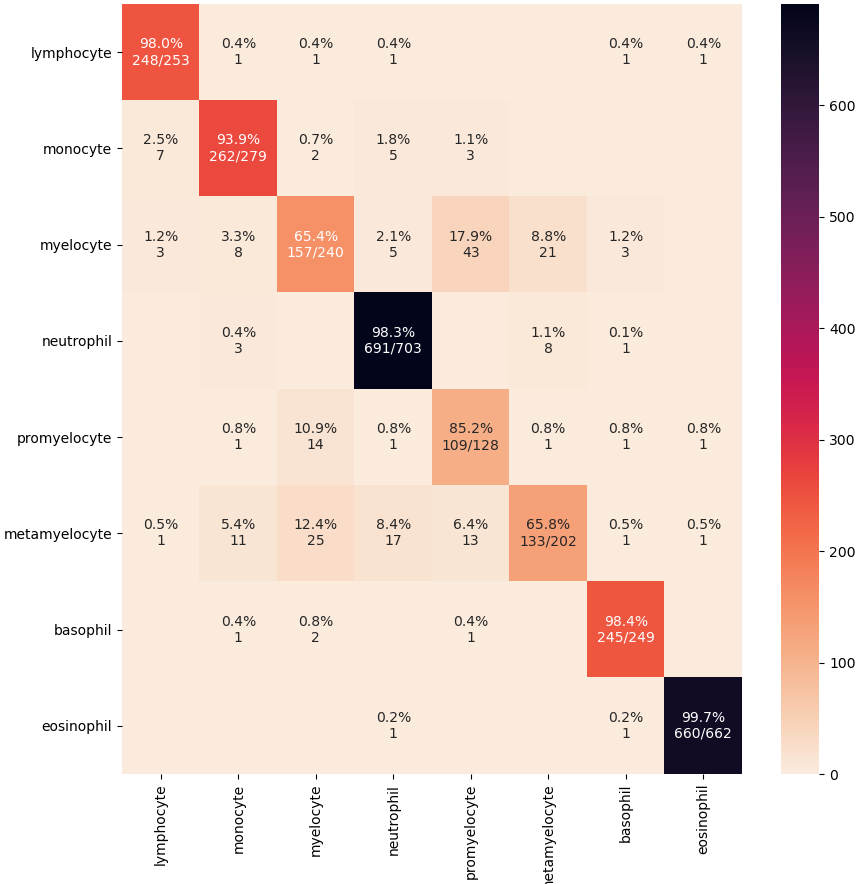 lymphocyte 98.0% 0.4% 0.4% 0.4% 0.4% 0.4%
248/253 1 1 1 1 1
monocyte 2.5% 93.9% 0.7% 1.8% 1.1%
7 262/279 2 5 3
myelocyte 1.2% 3.3% 65.4% 2.1% 17.9% 8.8% 1.2%
3 8 157/240 5 43 21 3
neutrophil 0.4% 98.3% 1.1% 0.1%
3 691/703 8 1
promyelocyte 0.8% 10.9% 0.8% 85.2% 0.8% 0.8% 0.8%
1 14 1 109/128 1 1 1
metamyelocyte 0.5% 5.4% 12.4% 8.4% 6.4% 65.8% 0.5% 0.5%
1 11 25 17 13 133/202 1 1
basophil 0.4% 0.8% 0.4% 98.4%
1 2 1 245/249
eosinophil 0.2% 0.2% 99.7%
1 1 660/662
lymphocyte
monocyte
myelocyte
neutrophil
promyelocyte
etamyelocyte
basophil
eosinophil
600
500
400
300
200
100
0